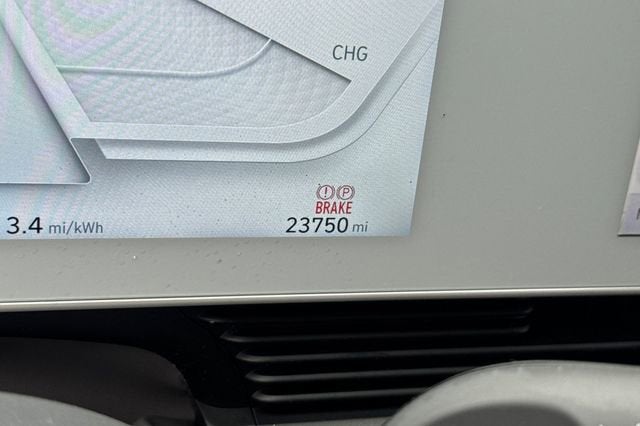 CHG
! P
BRAKE
3.4 mi/kWh
23750 mi